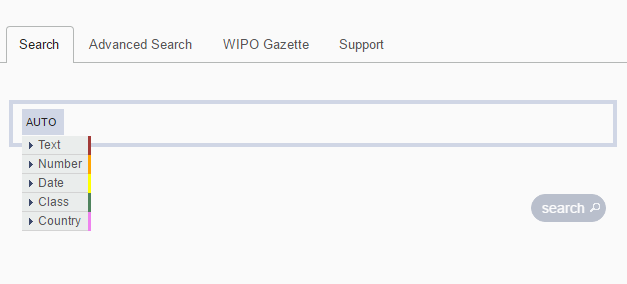 Search Advanced Search WIPO Gazette Support
AUTO
Text
Number
Date
Class
Country
search